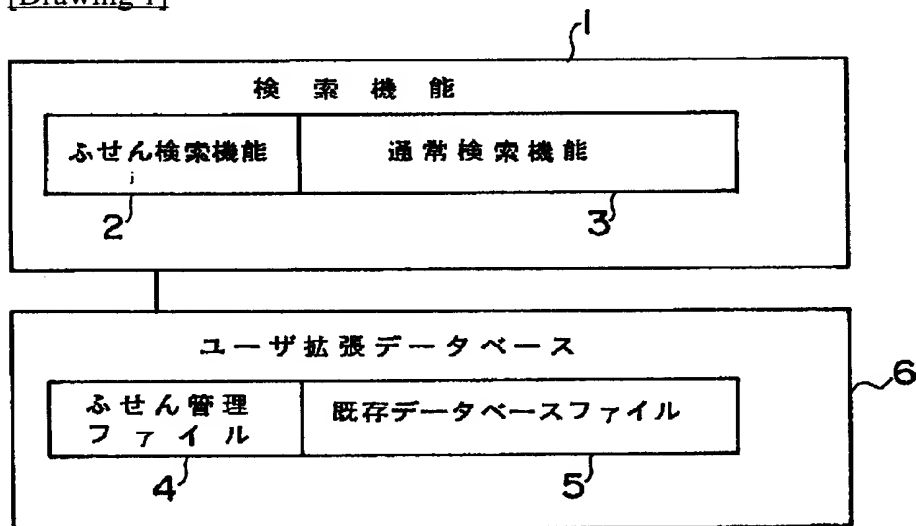 [Drawing 1]
1
検索機能
ふせん検索機能
通常検索機能
2
3
ユーザ拡張データベース
6
ふせん管理
ファイル
既存データベースファイル
4
5